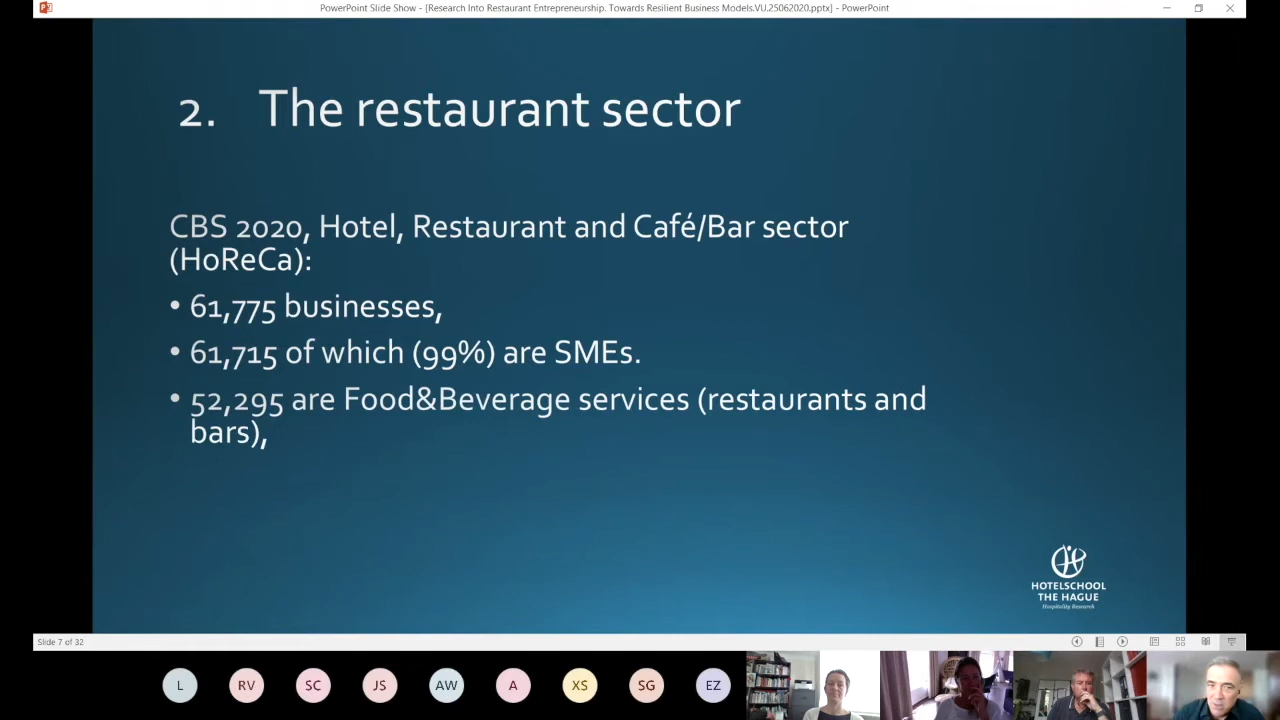 PowerPoint Slide Show - [Research Into Restaurant Entrepreneurship. Towards Resilient Business Models.VU.25062020.pptx] - PowerPoint
2. The restaurant sector
CBS 2020, Hotel, Restaurant and Café/Bar sector
(HoReCa):
• 61,775 businesses,
• 61,715 of which (99%) are SMEs.
• 52,295 are Food&Beverage services (restaurants and
bars),
HOTELSCHOOL
THE HAGUE
Hospitality Research
Slide 7 of 32
L RV SC JS AW A XS SG EZ